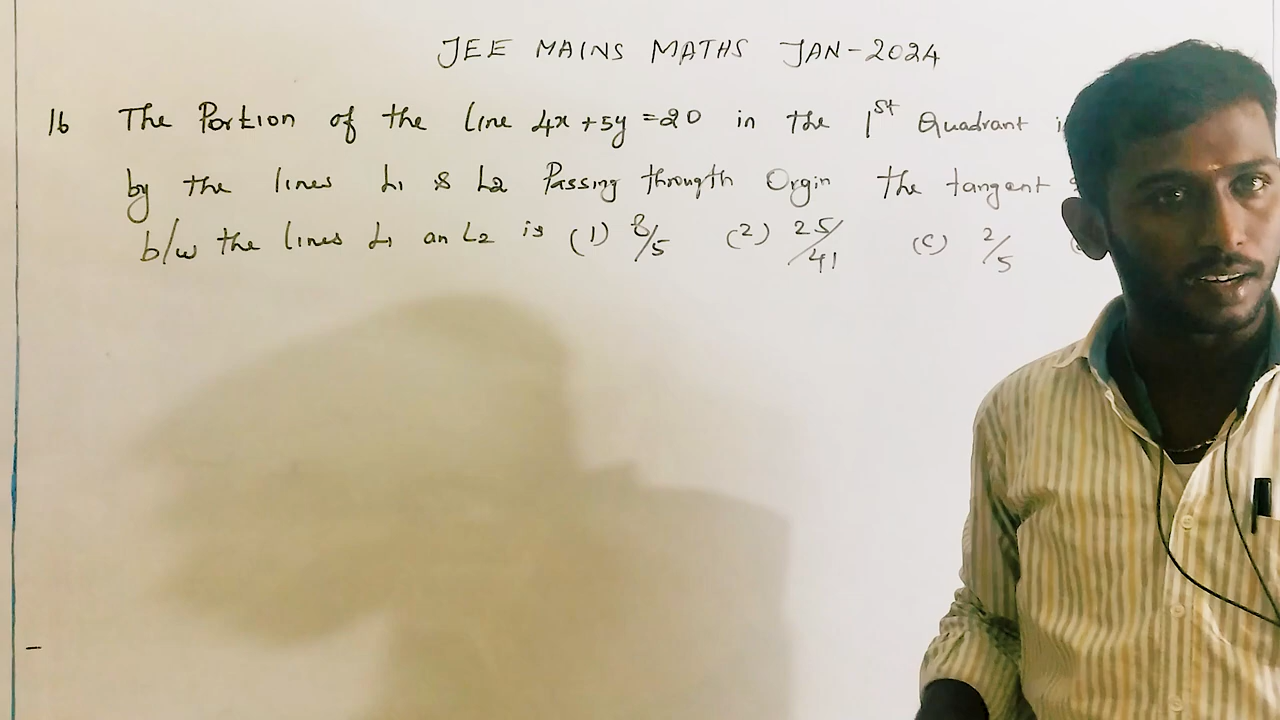 JEE MAINS MATHS JAN-2024
16 The Portion of the line 4x + 5y = 20 in the 1st Quadrant
by the lines L1 & L2 Passing throughth Orgin the tangent
b/w the lines L1 an L2 is (1) 8/5 (2) 25/41 (C) 2/5